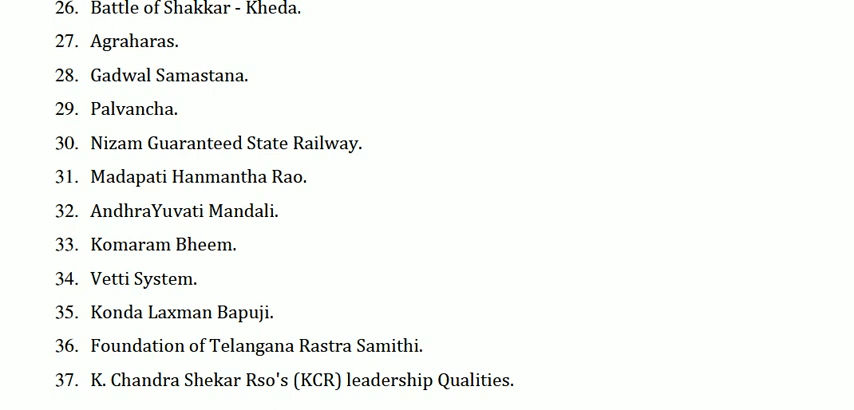 26. Battle of Shakkar - Kheda.
27. Agraharas.
28. Gadwal Samastana.
29. Palvancha.
30. Nizam Guaranteed State Railway.
31. Madapati Hanmantha Rao.
32. AndhraYuvati Mandali.
33. Komaram Bheem.
34. Vetti System.
35. Konda Laxman Bapuji.
36. Foundation of Telangana Rastra Samithi.
37. K. Chandra Shekar Rso's (KCR) leadership Qualities.